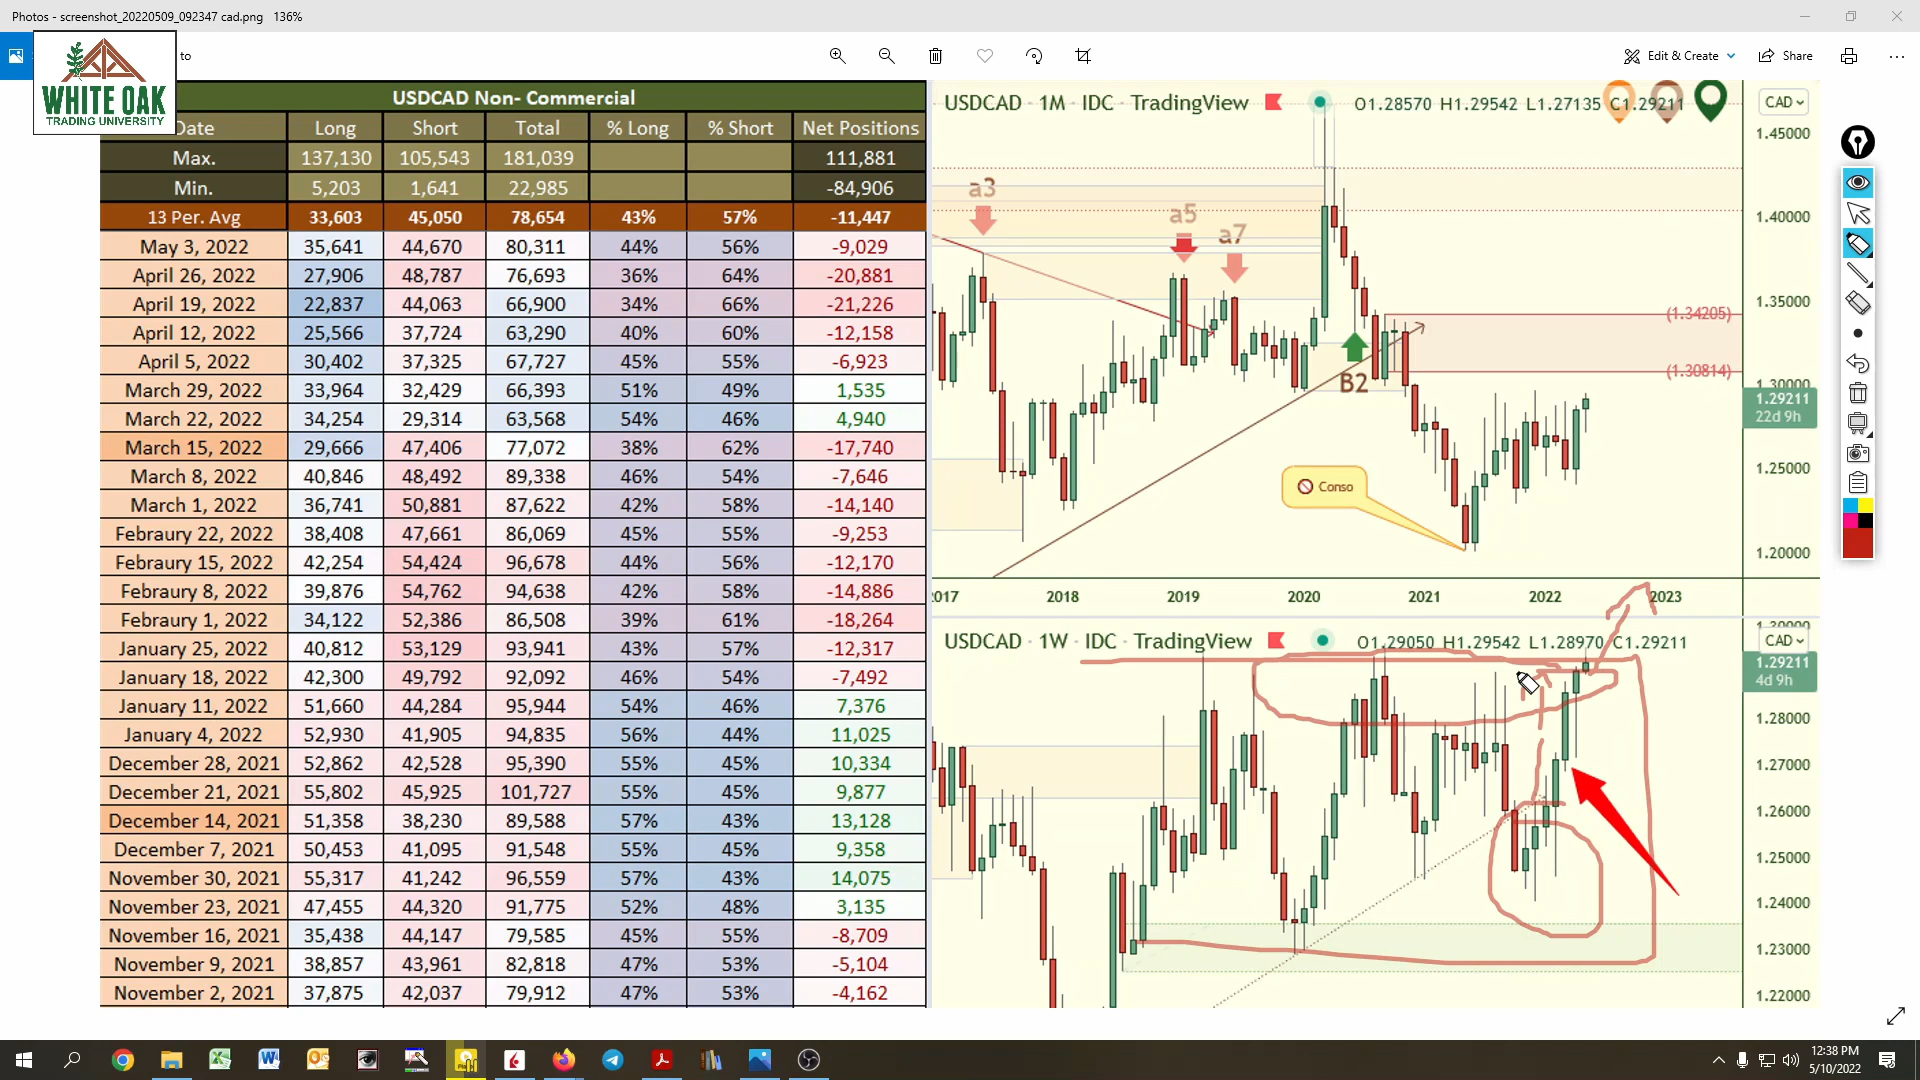 Photos - screenshot_20220509_092347 cad.png 136%
WHITE OAK
TRADING UNIVERSITY
to
Edit & Create
Share
USDCAD Non- Commercial
Date Long Short Total % Long % Short Net Positions
Max. 137,130 105,543 181,039 111,881
Min. 5,203 1,641 22,985 -84,906
13 Per. Avg 33,603 45,050 78,654 43% 57% -11,447
May 3, 2022 35,641 44,670 80,311 44% 56% -9,029
April 26, 2022 27,906 48,787 76,693 36% 64% -20,881
April 19, 2022 22,837 44,063 66,900 34% 66% -21,226
April 12, 2022 25,566 37,724 63,290 40% 60% -12,158
April 5, 2022 30,402 37,325 67,727 45% 55% -6,923
March 29, 2022 33,964 32,429 66,393 51% 49% 1,535
March 22, 2022 34,254 29,314 63,568 54% 46% 4,940
March 15, 2022 29,666 47,406 77,072 38% 62% -17,740
March 8, 2022 40,846 48,492 89,338 46% 54% -7,646
March 1, 2022 36,741 50,881 87,622 42% 58% -14,140
Febraury 22, 2022 38,408 47,661 86,069 45% 55% -9,253
Febraury 15, 2022 42,254 54,424 96,678 44% 56% -12,170
Febraury 8, 2022 39,876 54,762 94,638 42% 58% -14,886
Febraury 1, 2022 34,122 52,386 86,508 39% 61% -18,264
January 25, 2022 40,812 53,129 93,941 43% 57% -12,317
January 18, 2022 42,300 49,792 92,092 46% 54% -7,492
January 11, 2022 51,660 44,284 95,944 54% 46% 7,376
January 4, 2022 52,930 41,905 94,835 56% 44% 11,025
December 28, 2021 52,862 42,528 95,390 55% 45% 10,334
December 21, 2021 55,802 45,925 101,727 55% 45% 9,877
December 14, 2021 51,358 38,230 89,588 57% 43% 13,128
December 7, 2021 50,453 41,095 91,548 55% 45% 9,358
November 30, 2021 55,317 41,242 96,559 57% 43% 14,075
November 23, 2021 47,455 44,320 91,775 52% 48% 3,135
November 16, 2021 35,438 44,147 79,585 45% 55% -8,709
November 9, 2021 38,857 43,961 82,818 47% 53% -5,104
November 2, 2021 37,875 42,037 79,912 47% 53% -4,162
USDCAD · 1M · IDC · TradingView O1.28570 H1.29542 L1.27135 C1.29211
CAD
1.45000
a3
a5
1.40000
a7
1.35000
(1.34205)
(1.30814)
B2
1.30000
1.29211
22d 9h
1.25000
Conso
1.20000
2017 2018 2019 2020 2021 2022 2023
USDCAD · 1W · IDC · TradingView O1.29050 H1.29542 L1.28970 C1.29211
1.30000
CAD
1.29211
4d 9h
1.28000
1.27000
1.26000
1.25000
1.24000
1.23000
1.22000
12:38 PM
5/10/2022